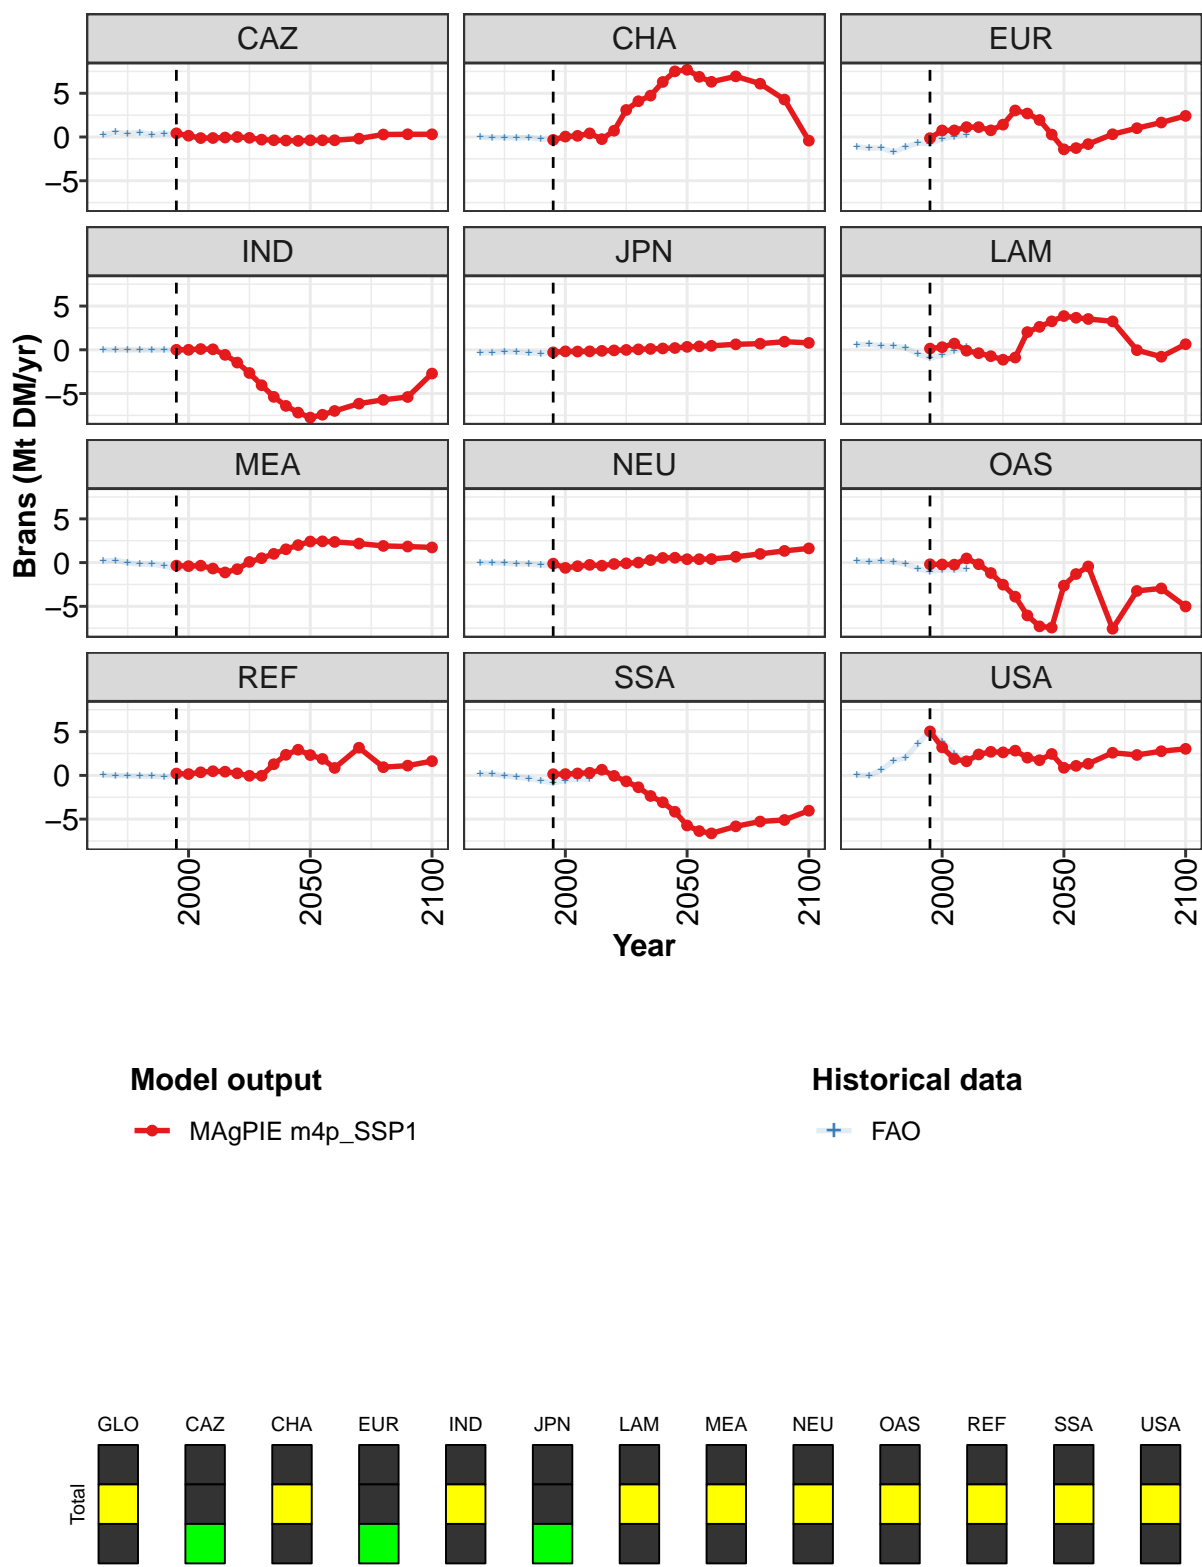 CAZ CHA EUR
5
0
−5
IND JPN LAM
5
0
−5
MEA NEU OAS
5
0
−5
REF SSA USA
5
0
−5
2000 2050 2100 2000 2050 2100 2000 2050 2100
Brans (Mt DM/yr)
Year
Model output
MAgPIE m4p_SSP1
Historical data
FAO
GLO CAZ CHA EUR IND JPN LAM MEA NEU OAS REF SSA USA
Total